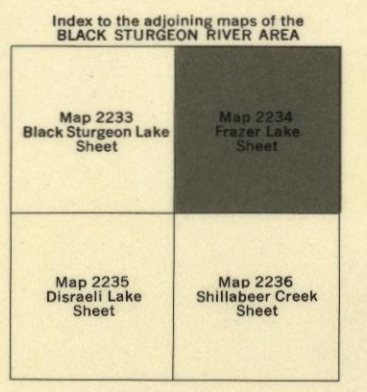 Index to the adjoining maps of the
BLACK STURGEON RIVER AREA
Map 2233
Black Sturgeon Lake
Sheet
Map 2234
Frazer Lake
Sheet
Map 2235
Disraeli Lake
Sheet
Map 2236
Shillabeer Creek
Sheet